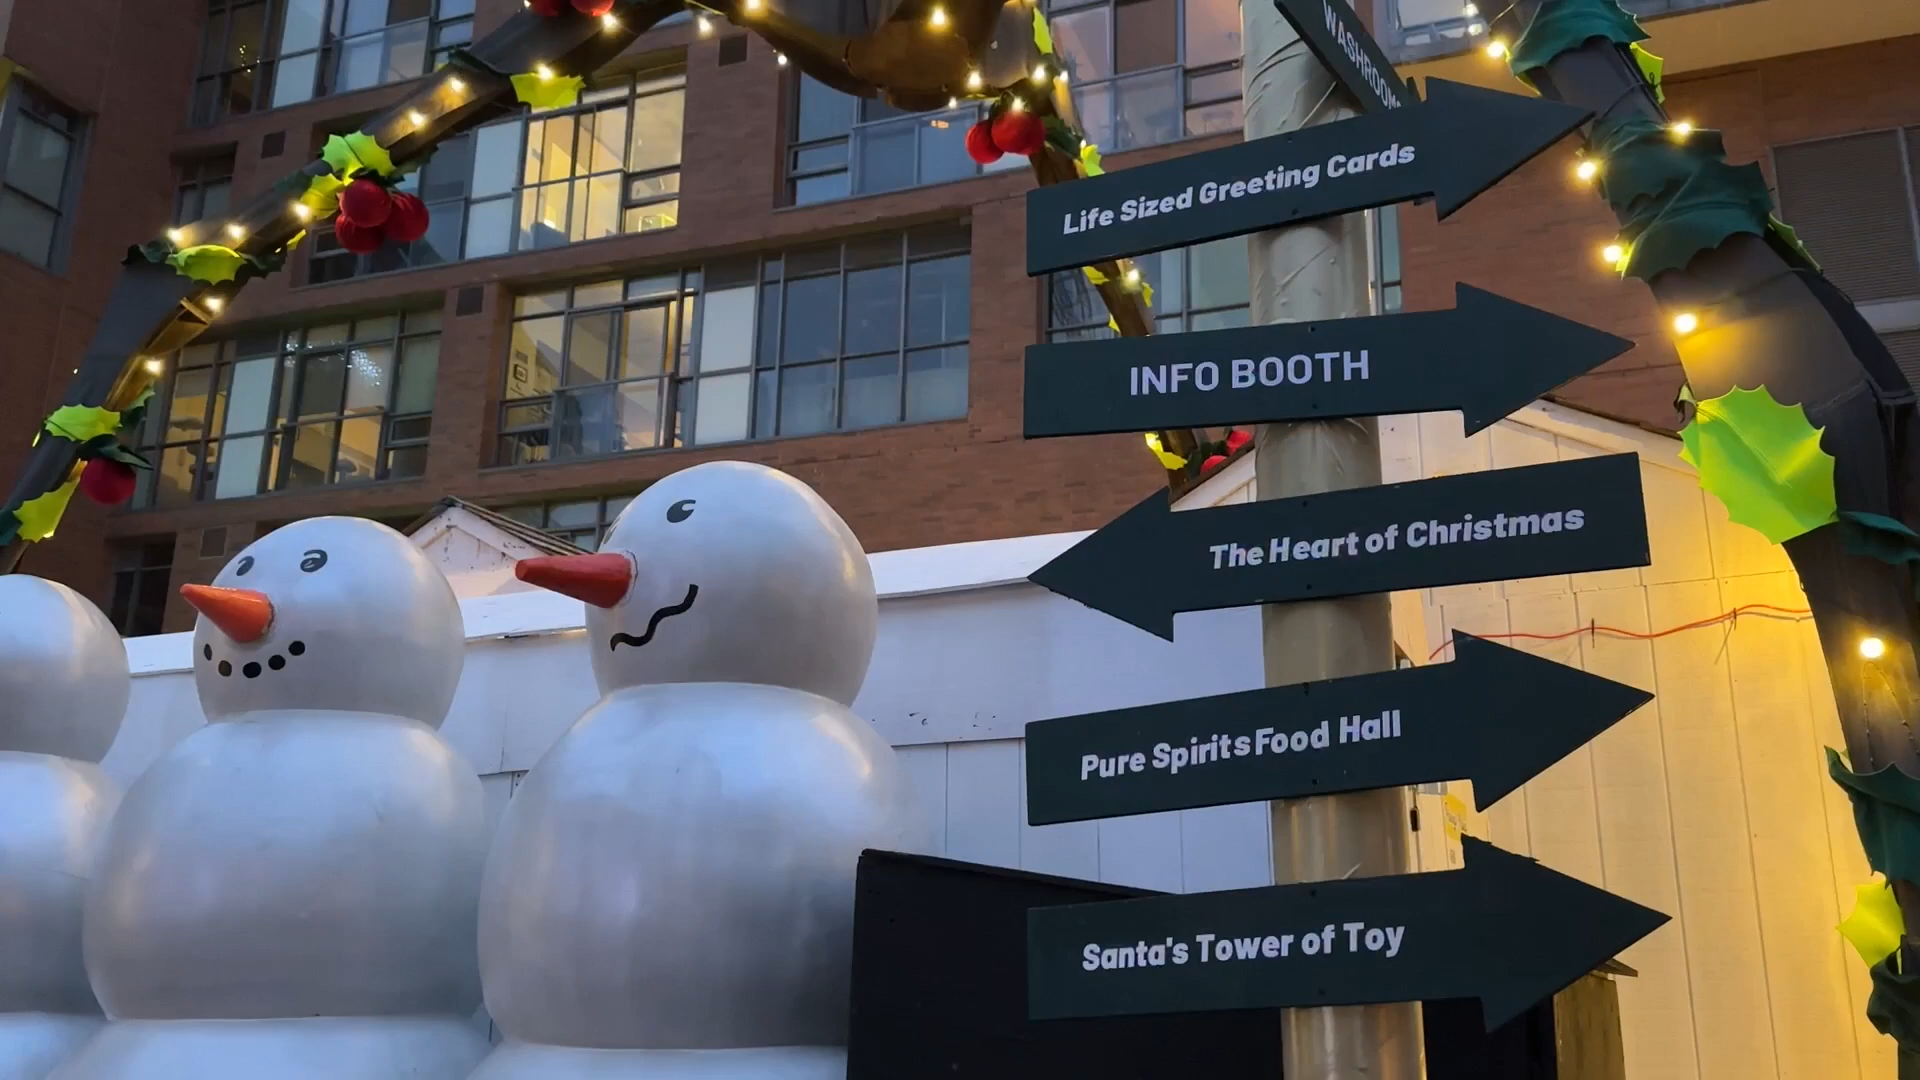 WASHROOMS
Life Sized Greeting Cards
INFO BOOTH
The Heart of Christmas
Pure Spirits Food Hall
Santa's Tower of Toy